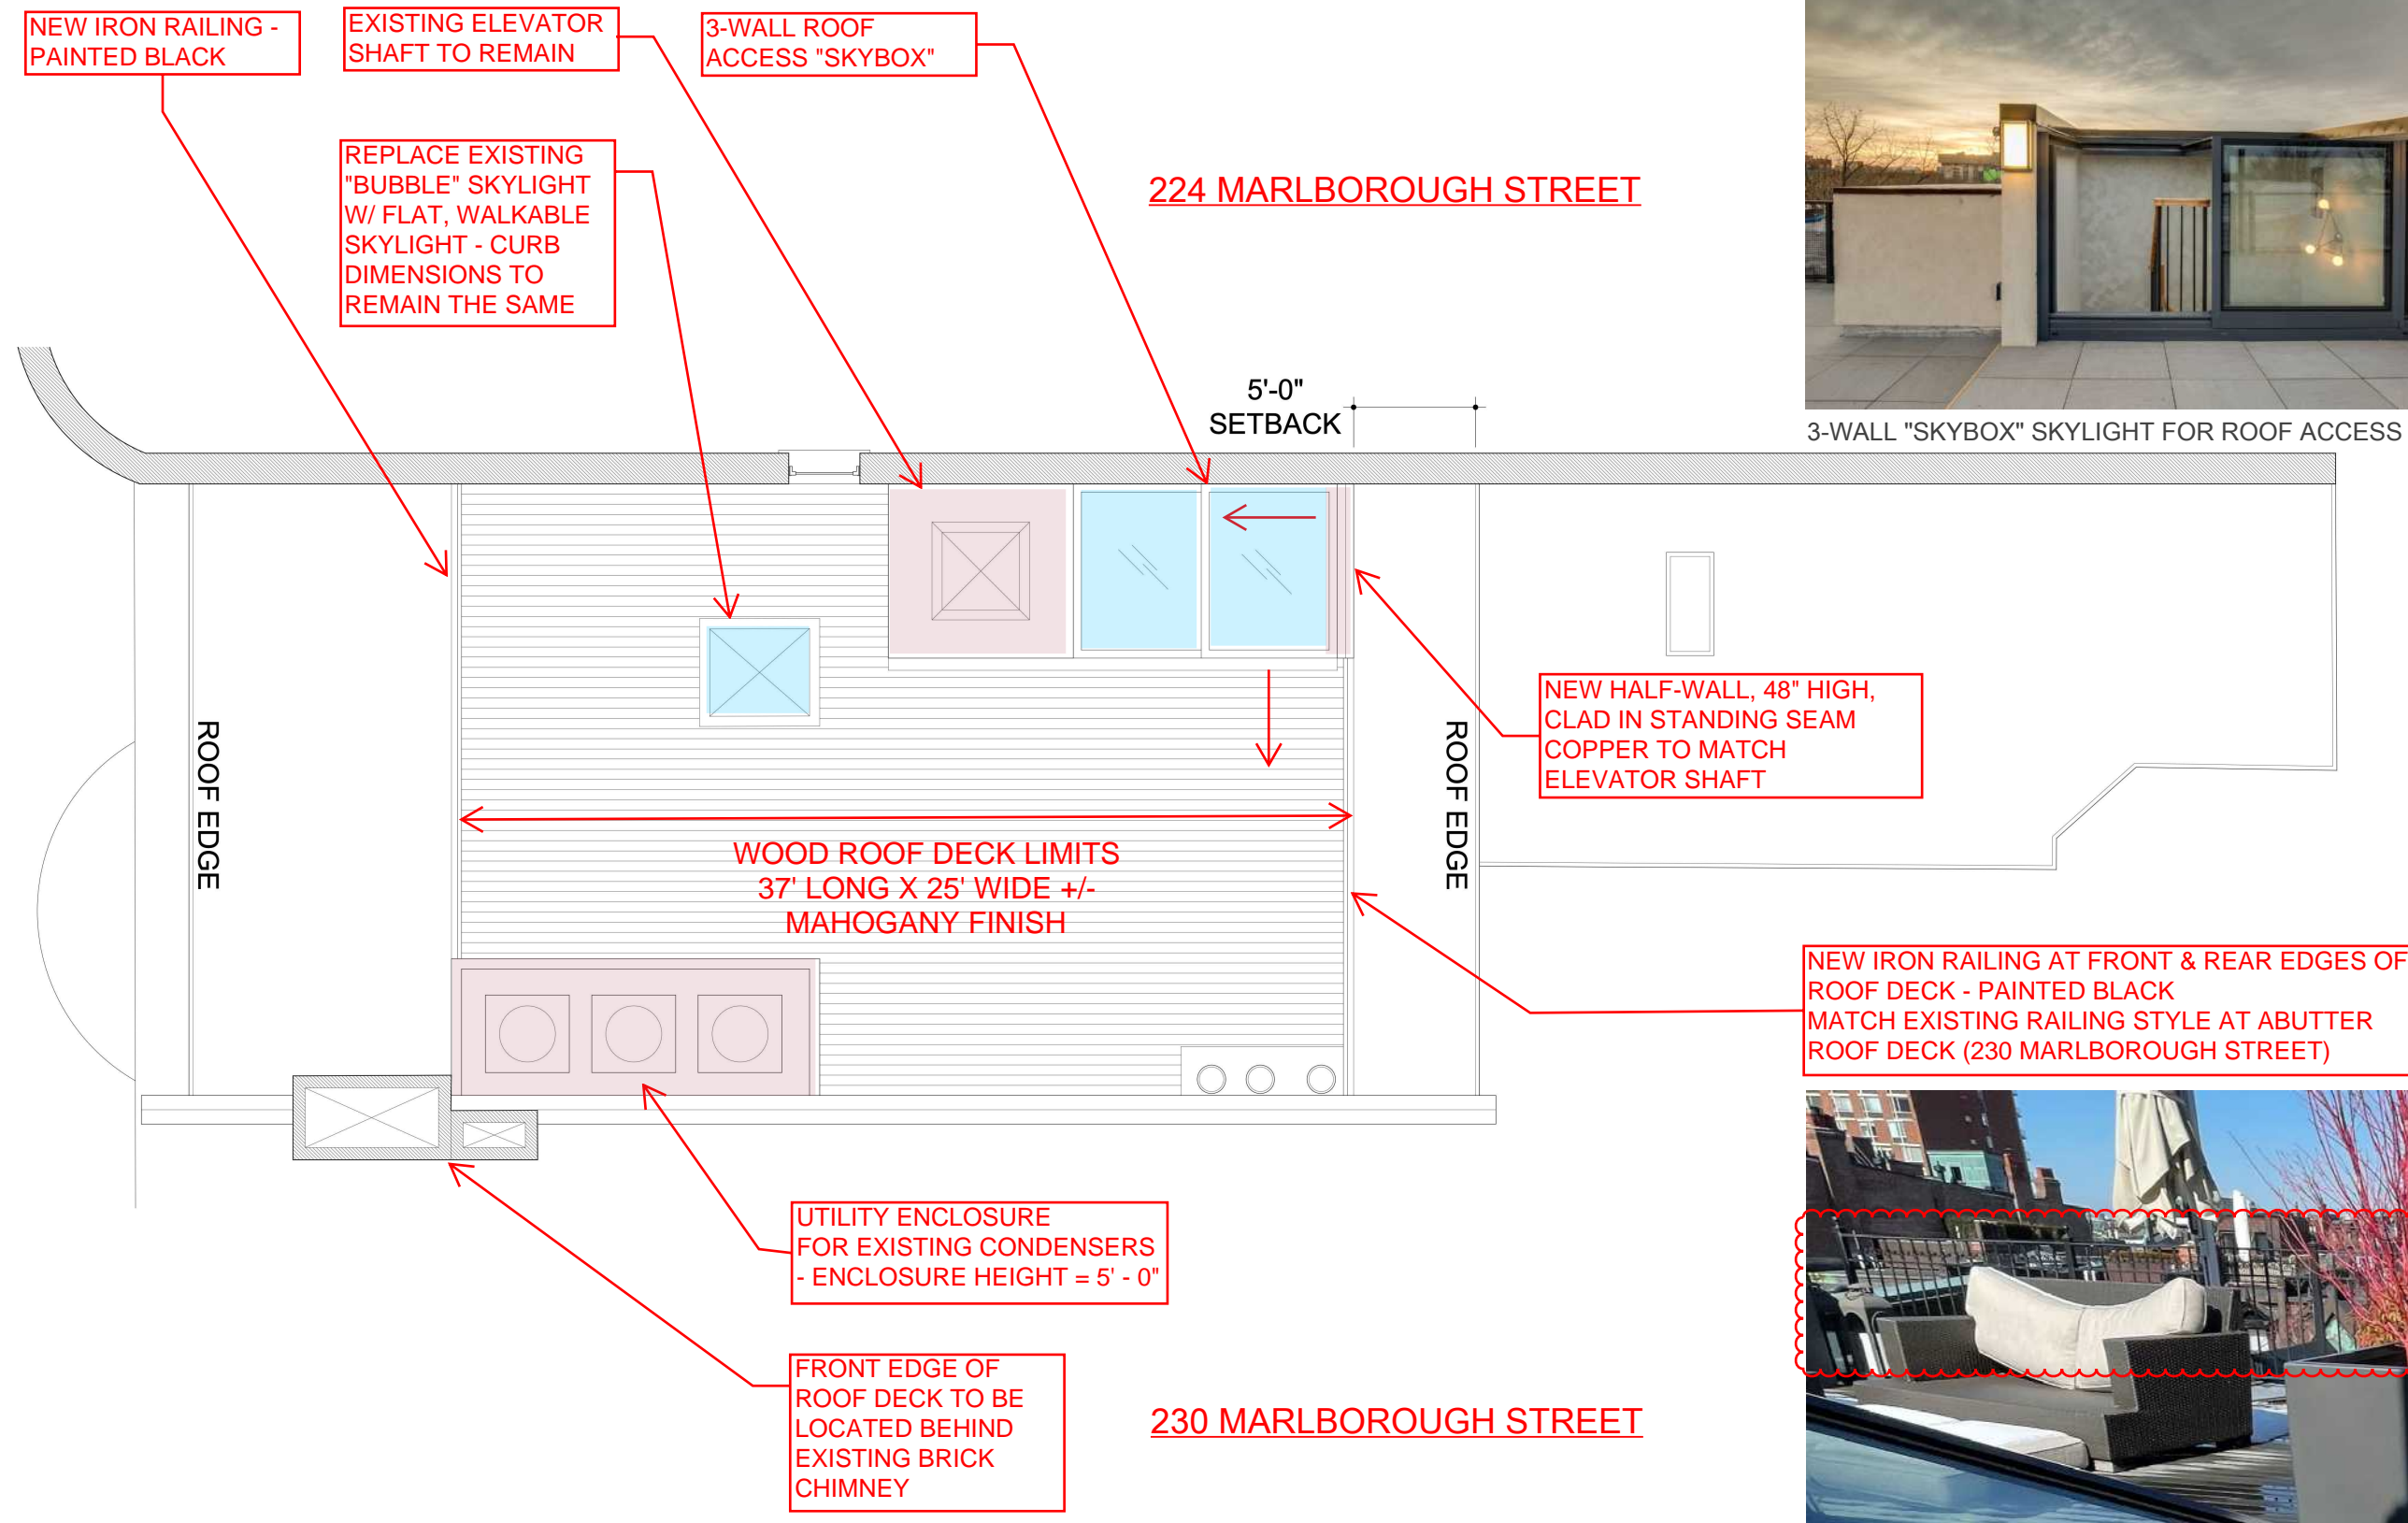 NEW IRON RAILING -
PAINTED BLACK
EXISTING ELEVATOR
SHAFT TO REMAIN
3-WALL ROOF
ACCESS "SKYBOX"
REPLACE EXISTING
"BUBBLE" SKYLIGHT
W/ FLAT, WALKABLE
SKYLIGHT - CURB
DIMENSIONS TO
REMAIN THE SAME
224 MARLBOROUGH STREET
5'-0"
SETBACK
3-WALL "SKYBOX" SKYLIGHT FOR ROOF ACCESS
ROOF EDGE
NEW HALF-WALL, 48" HIGH,
CLAD IN STANDING SEAM
COPPER TO MATCH
ELEVATOR SHAFT
ROOF EDGE
WOOD ROOF DECK LIMITS
37' LONG X 25' WIDE +/-
MAHOGANY FINISH
NEW IRON RAILING AT FRONT & REAR EDGES OF
ROOF DECK - PAINTED BLACK
MATCH EXISTING RAILING STYLE AT ABUTTER
ROOF DECK (230 MARLBOROUGH STREET)
UTILITY ENCLOSURE
FOR EXISTING CONDENSERS
- ENCLOSURE HEIGHT = 5' - 0"
FRONT EDGE OF
ROOF DECK TO BE
LOCATED BEHIND
EXISTING BRICK
CHIMNEY
230 MARLBOROUGH STREET